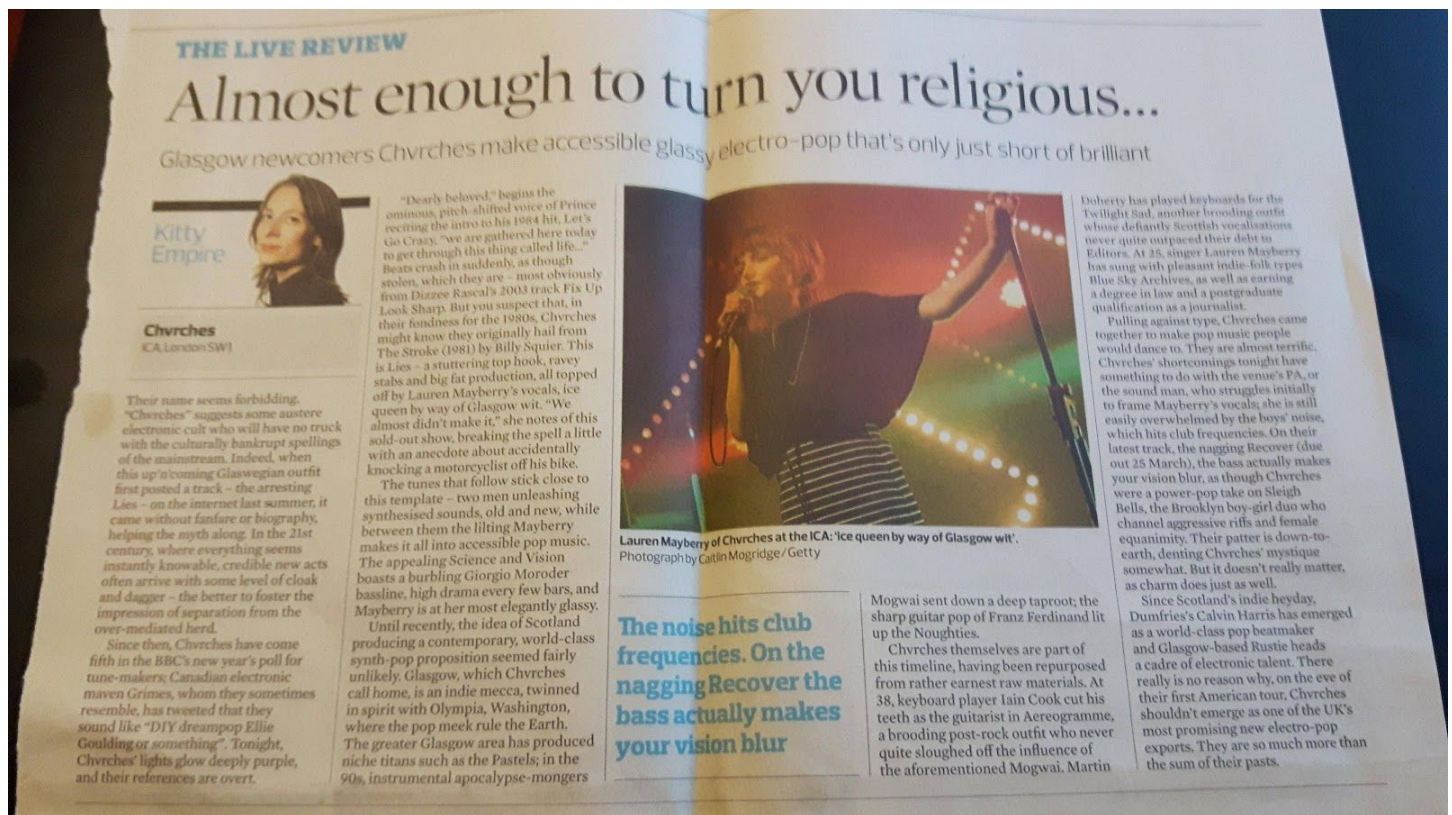 THE LIVE REVIEW
Almost enough to turn you religious...
Glasgow newcomers Chvrches make accessible glassy electro-pop that's only just short of brilliant
Kitty
Empire
Chvrches
ICA, London SW1
Their name seems forbidding.
"Chvrches" suggests some austere
electronic cult who will have no truck
with the culturally bankrupt spellings
of the mainstream. Indeed, when
this up'n'coming Glaswegian outfit
first posted a track – the arresting
Lies – on the internet last summer, it
came without fanfare or biography,
helping the myth along. In the 21st
century, where everything seems
instantly knowable, credible new acts
often arrive with some level of cloak
and dagger – the better to foster the
impression of separation from the
over-mediated herd.
Since then, Chvrches have come
fifth in the BBC's new year's poll for
tune-makers; Canadian electronic
maven Grimes, whom they sometimes
resemble, has tweeted that they
sound like "DIY dreampop Ellie
Goulding or something". Tonight,
Chvrches' lights glow deeply purple,
and their references are overt.
"Dearly beloved," begins the
ominous, pitch-shifted voice of Prince
reciting the intro to his 1984 hit, Let's
Go Crazy, "we are gathered here today
to get through this thing called life..."
Beats crash in suddenly, as though
stolen, which they are – most obviously
from Dizzee Rascal's 2003 track Fix Up
Look Sharp. But you suspect that, in
their fondness for the 1980s, Chvrches
might know they originally hail from
The Stroke (1981) by Billy Squier. This
is Lies – a stuttering top hook, ravey
stabs and big fat production, all topped
off by Lauren Mayberry's vocals, ice
queen by way of Glasgow wit. "We
almost didn't make it," she notes of this
sold-out show, breaking the spell a little
with an anecdote about accidentally
knocking a motorcyclist off his bike.
The tunes that follow stick close to
this template – two men unleashing
synthesised sounds, old and new, while
between them the lilting Mayberry
makes it all into accessible pop music.
The appealing Science and Vision
boasts a burbling Giorgio Moroder
bassline, high drama every few bars, and
Mayberry is at her most elegantly glassy.
Until recently, the idea of Scotland
producing a contemporary, world-class
synth-pop proposition seemed fairly
unlikely. Glasgow, which Chvrches
call home, is an indie mecca, twinned
in spirit with Olympia, Washington,
where the pop meek rule the Earth.
The greater Glasgow area has produced
niche titans such as the Pastels; in the
90s, instrumental apocalypse-mongers
Lauren Mayberry of Chvrches at the ICA: 'Ice queen by way of Glasgow wit'.
Photograph by Caitlin Mogridge/Getty
The noise hits club
frequencies. On the
nagging Recover the
bass actually makes
your vision blur
Mogwai sent down a deep taproot; the
sharp guitar pop of Franz Ferdinand lit
up the Noughties.
Chvrches themselves are part of
this timeline, having been repurposed
from rather earnest raw materials. At
38, keyboard player Iain Cook cut his
teeth as the guitarist in Aereogramme,
a brooding post-rock outfit who never
quite sloughed off the influence of
the aforementioned Mogwai. Martin
Doherty has played keyboards for the
Twilight Sad, another brooding outfit
whose defiantly Scottish vocalisations
never quite outpaced their debt to
Editors. At 25, singer Lauren Mayberry
has sung with pleasant indie-folk types
Blue Sky Archives, as well as earning
a degree in law and a postgraduate
qualification as a journalist.
Pulling against type, Chvrches came
together to make pop music people
would dance to. They are almost terrific.
Chvrches' shortcomings tonight have
something to do with the venue's PA, or
the sound man, who struggles initially
to frame Mayberry's vocals; she is still
easily overwhelmed by the boys' noise,
which hits club frequencies. On their
latest track, the nagging Recover (due
out 25 March), the bass actually makes
your vision blur, as though Chvrches
were a power-pop take on Sleigh
Bells, the Brooklyn boy-girl duo who
channel aggressive riffs and female
equanimity. Their patter is down-to-
earth, denting Chvrches' mystique
somewhat. But it doesn't really matter,
as charm does just as well.
Since Scotland's indie heyday,
Dumfries's Calvin Harris has emerged
as a world-class pop beatmaker
and Glasgow-based Rustie heads
a cadre of electronic talent. There
really is no reason why, on the eve of
their first American tour, Chvrches
shouldn't emerge as one of the UK's
most promising new electro-pop
exports. They are so much more than
the sum of their pasts.